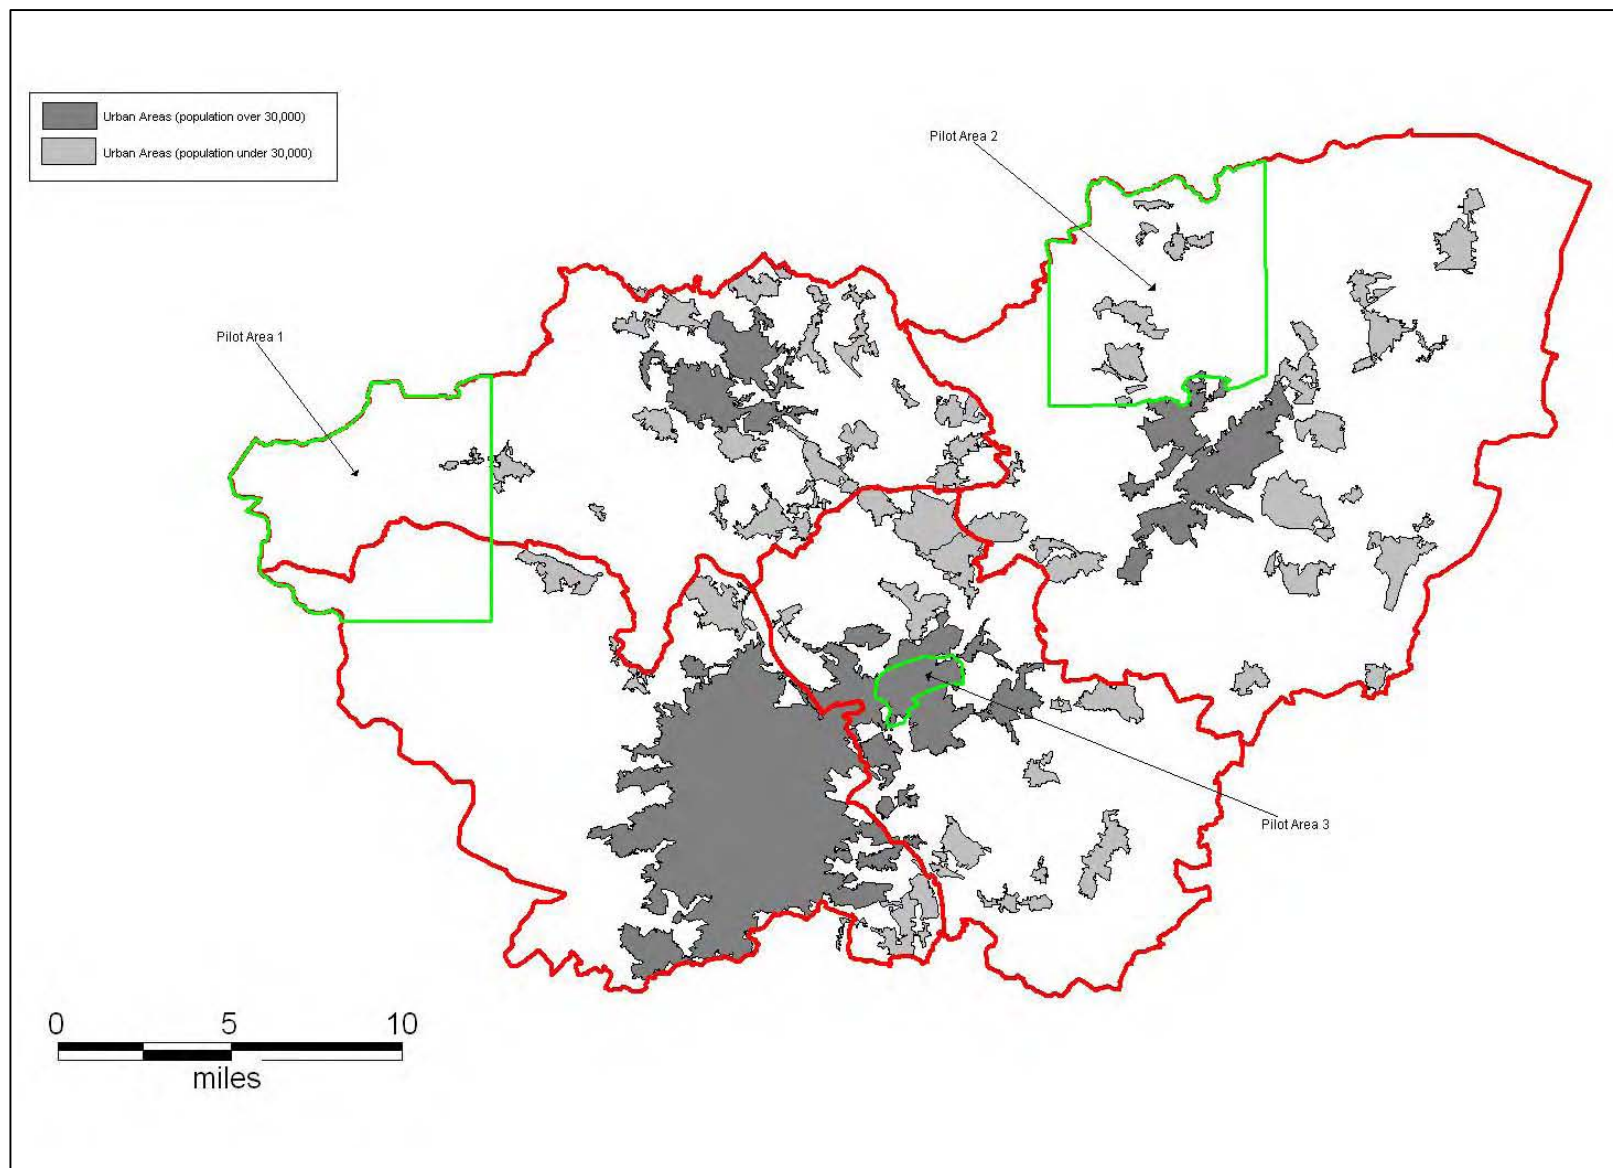 Urban Areas (population over 30,000)
Urban Areas (population under 30,000)
Pilot Area 2
Pilot Area 1
Pilot Area 3
0 5 10
miles